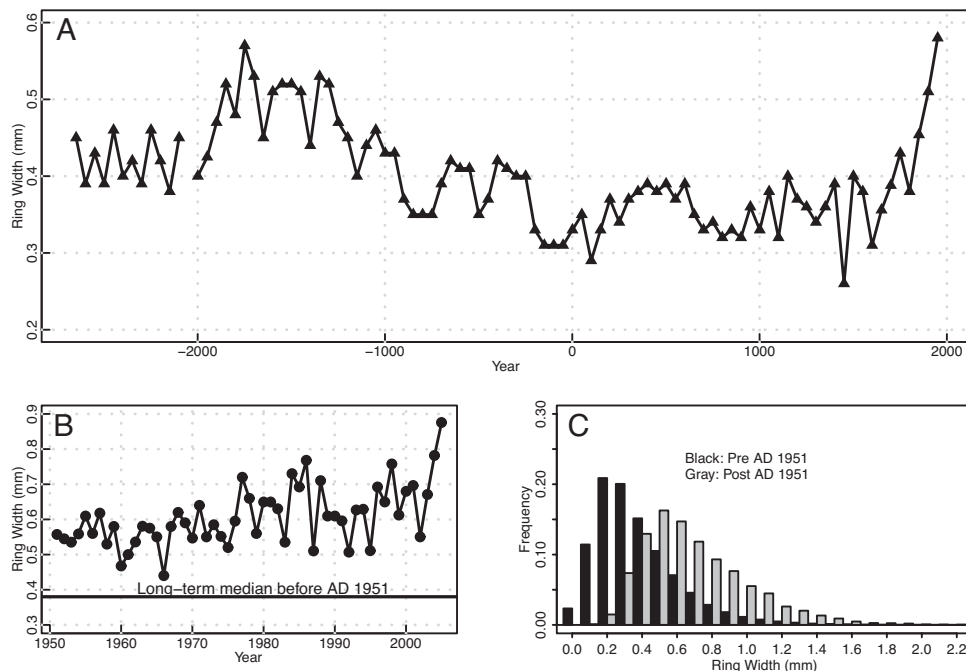 A
0.6
0.5
0.4
0.3
0.2
Ring Width (mm)
−2000
−1000
0
1000
2000
Year
B
0.9
0.8
0.7
0.6
0.5
0.4
0.3
Ring Width (mm)
Long−term median before AD 1951
1950
1960
1970
1980
1990
2000
Year
C
0.30
0.20
0.10
0.00
Frequency
Black: Pre AD 1951
Gray: Post AD 1951
0.0 0.2 0.4 0.6 0.8 1.0 1.2 1.4 1.6 1.8 2.0 2.2
Ring Width (mm)